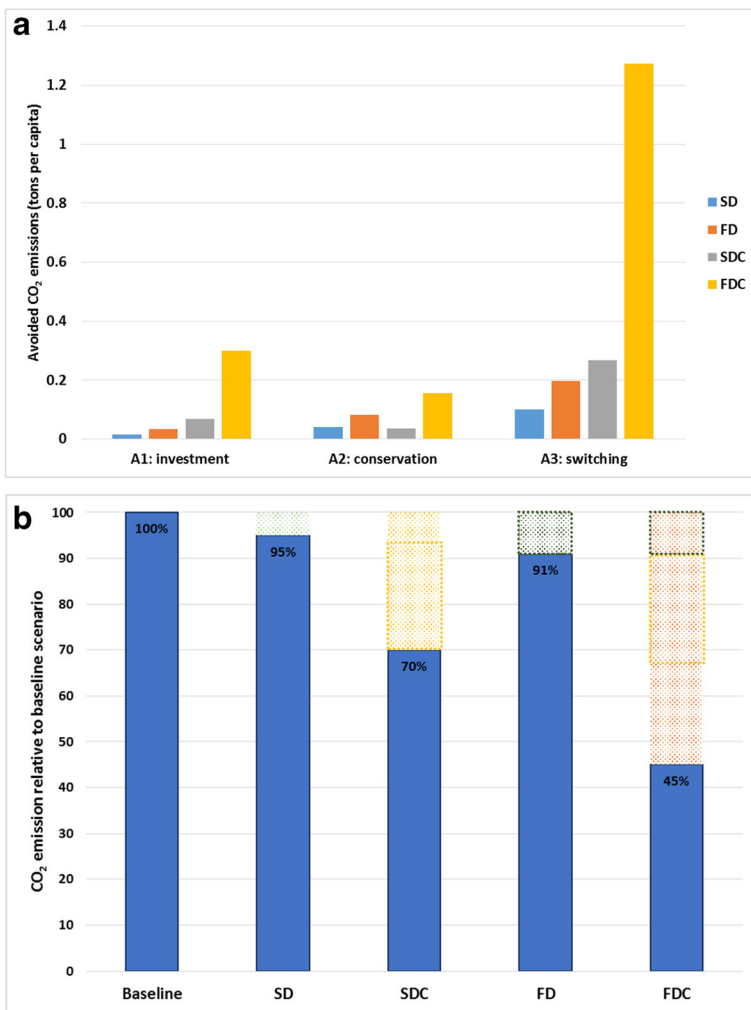 a
1.4
1.2
1
0.8
0.6
0.4
0.2
0
Avoided CO₂ emissions (tons per capita)
A1: investment
A2: conservation
A3: switching
SD
FD
SDC
FDC
b
100
90
80
70
60
50
40
30
20
10
0
CO₂ emission relative to baseline scenario
100%
95%
70%
91%
45%
Baseline
SD
SDC
FD
FDC